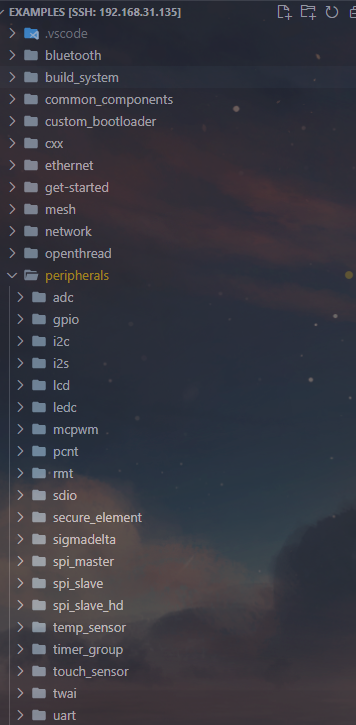 EXAMPLES [SSH: 192.168.31.135]
.vscode
bluetooth
build_system
common_components
custom_bootloader
cxx
ethernet
get-started
mesh
network
openthread
peripherals
adc
gpio
i2c
i2s
lcd
ledc
mcpwm
pcnt
rmt
sdio
secure_element
sigmadelta
spi_master
spi_slave
spi_slave_hd
temp_sensor
timer_group
touch_sensor
twai
uart